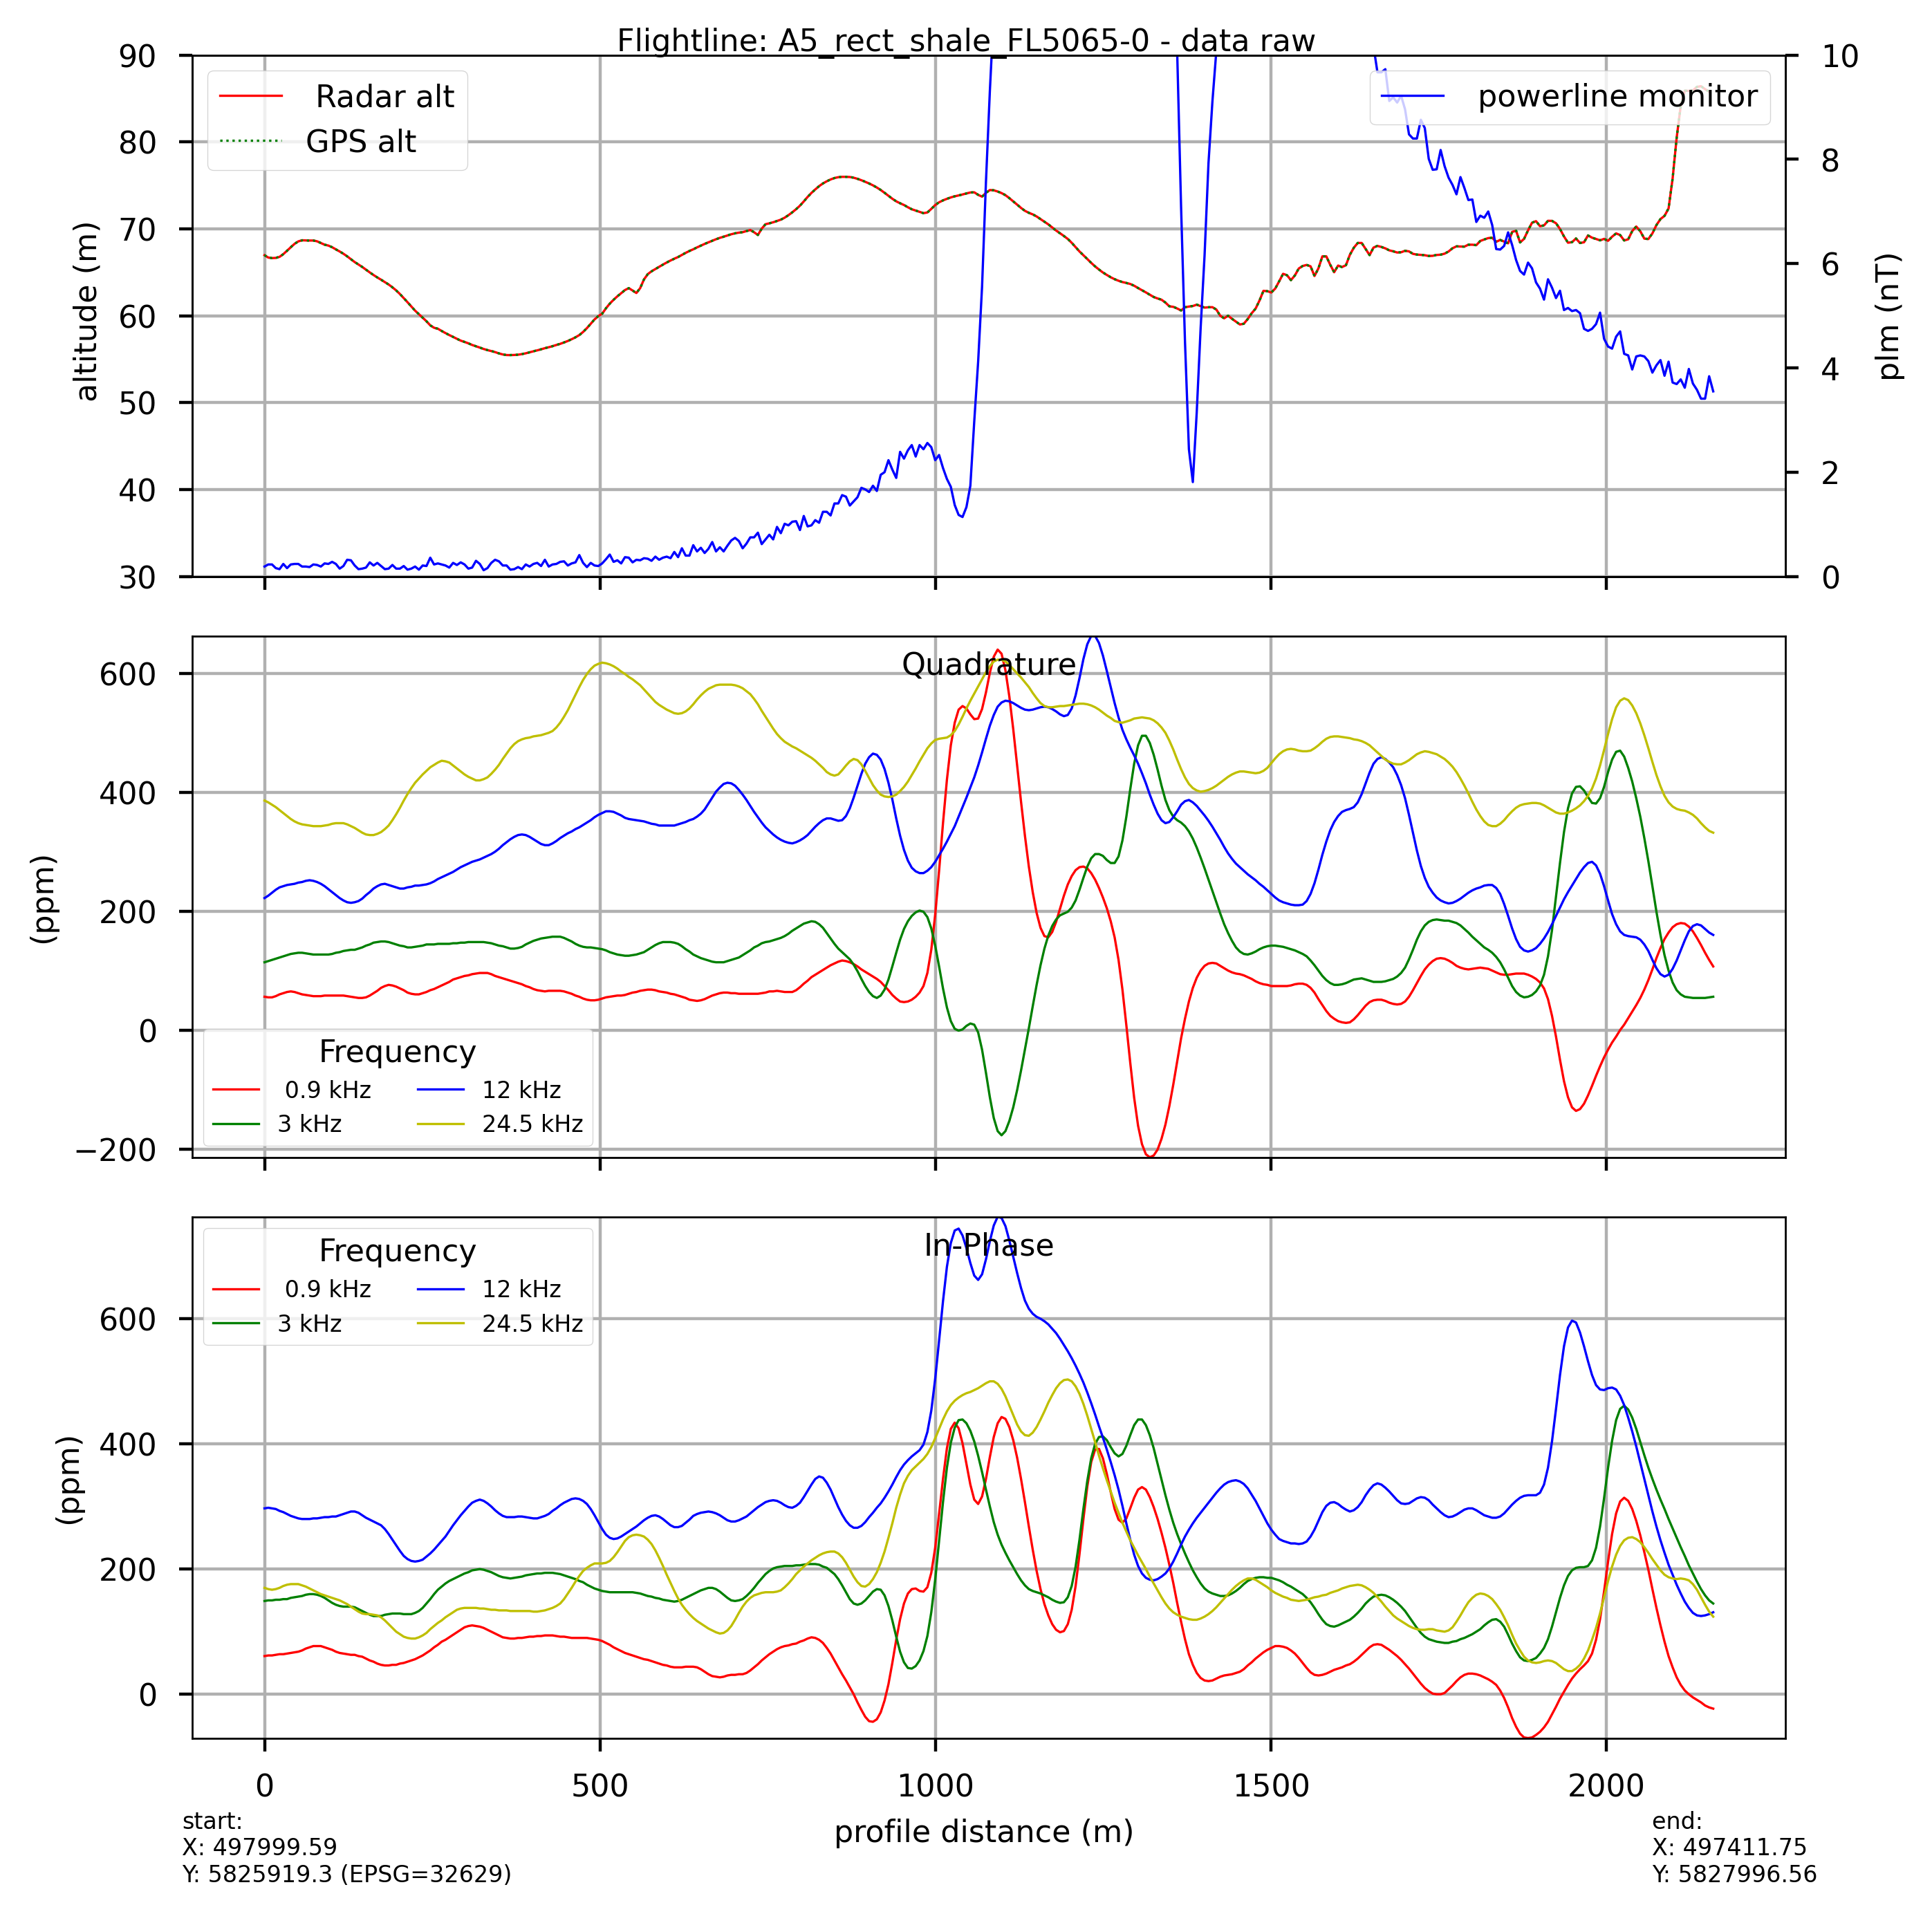 Flightline: A5_rect_shale_FL5065-0 - data raw
90
80
70
60
50
40
30
altitude (m)
Radar alt
GPS alt
powerline monitor
10
8
6
4
2
0
plm (nT)
Quadrature
600
400
200
0
−200
(ppm)
Frequency
0.9 kHz 12 kHz
3 kHz 24.5 kHz
In-Phase
Frequency
0.9 kHz 12 kHz
3 kHz 24.5 kHz
600
400
200
0
(ppm)
0 500 1000 1500 2000
profile distance (m)
start:
X: 497999.59
Y: 5825919.3 (EPSG=32629)
end:
X: 497411.75
Y: 5827996.56